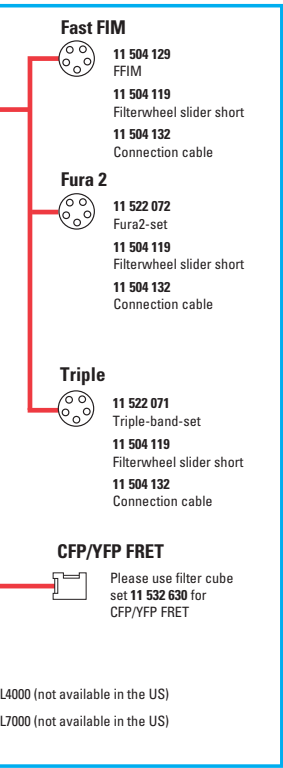 Fast FIM
11 504 129
FFIM
11 504 119
Filterwheel slider short
11 504 132
Connection cable
Fura 2
11 522 072
Fura2-set
11 504 119
Filterwheel slider short
11 504 132
Connection cable
Triple
11 522 071
Triple-band-set
11 504 119
Filterwheel slider short
11 504 132
Connection cable
CFP/YFP FRET
Please use filter cube
set 11 532 630 for
CFP/YFP FRET
L4000 (not available in the US)
L7000 (not available in the US)